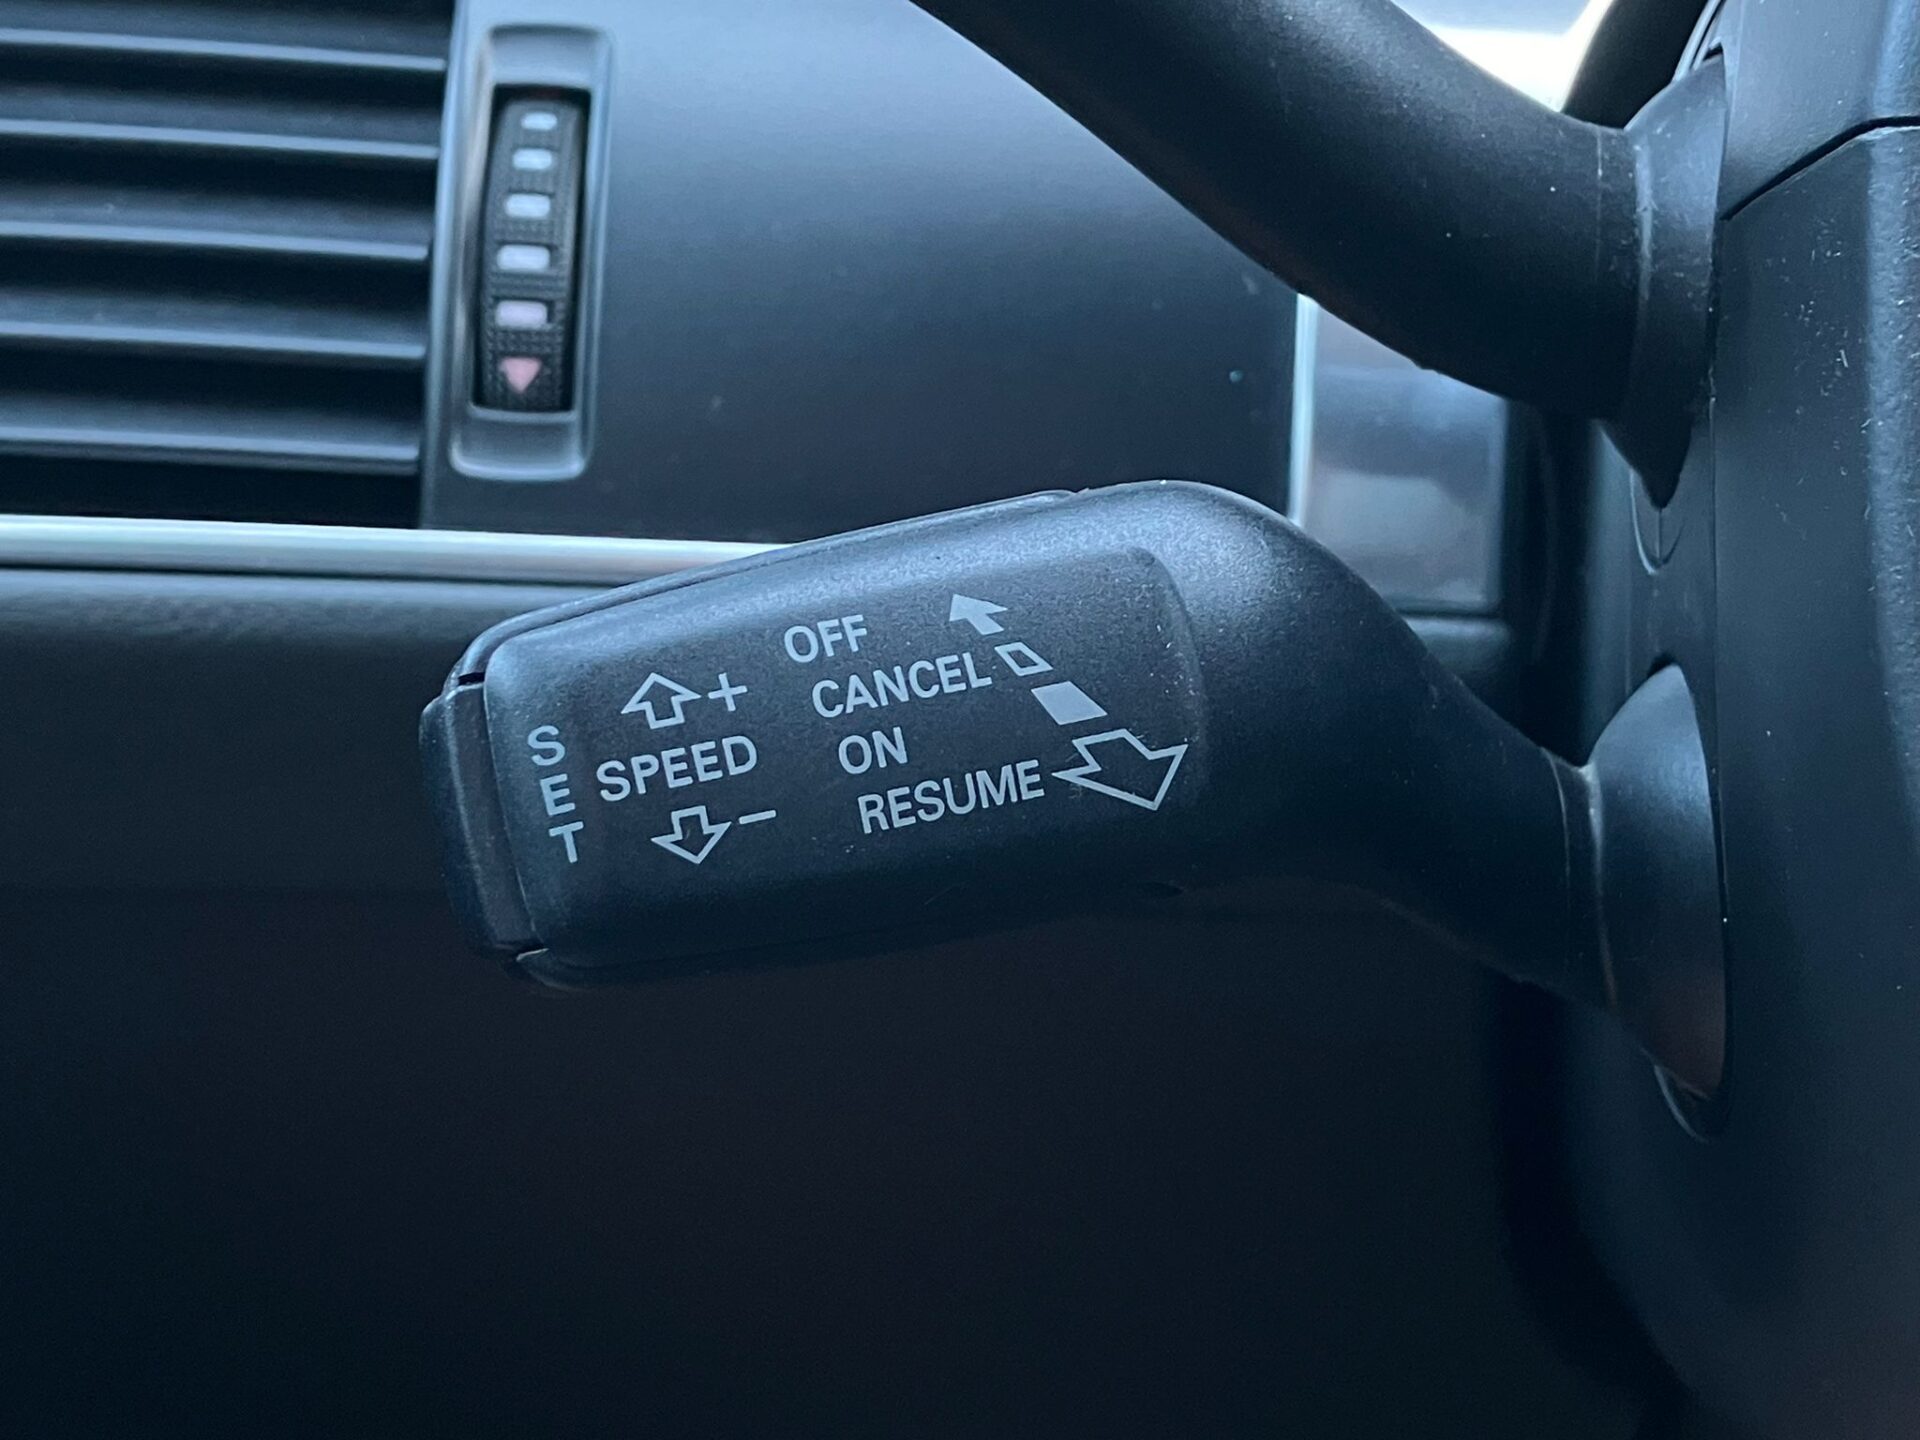 SET
+
SPEED
−
OFF
CANCEL
ON
RESUME